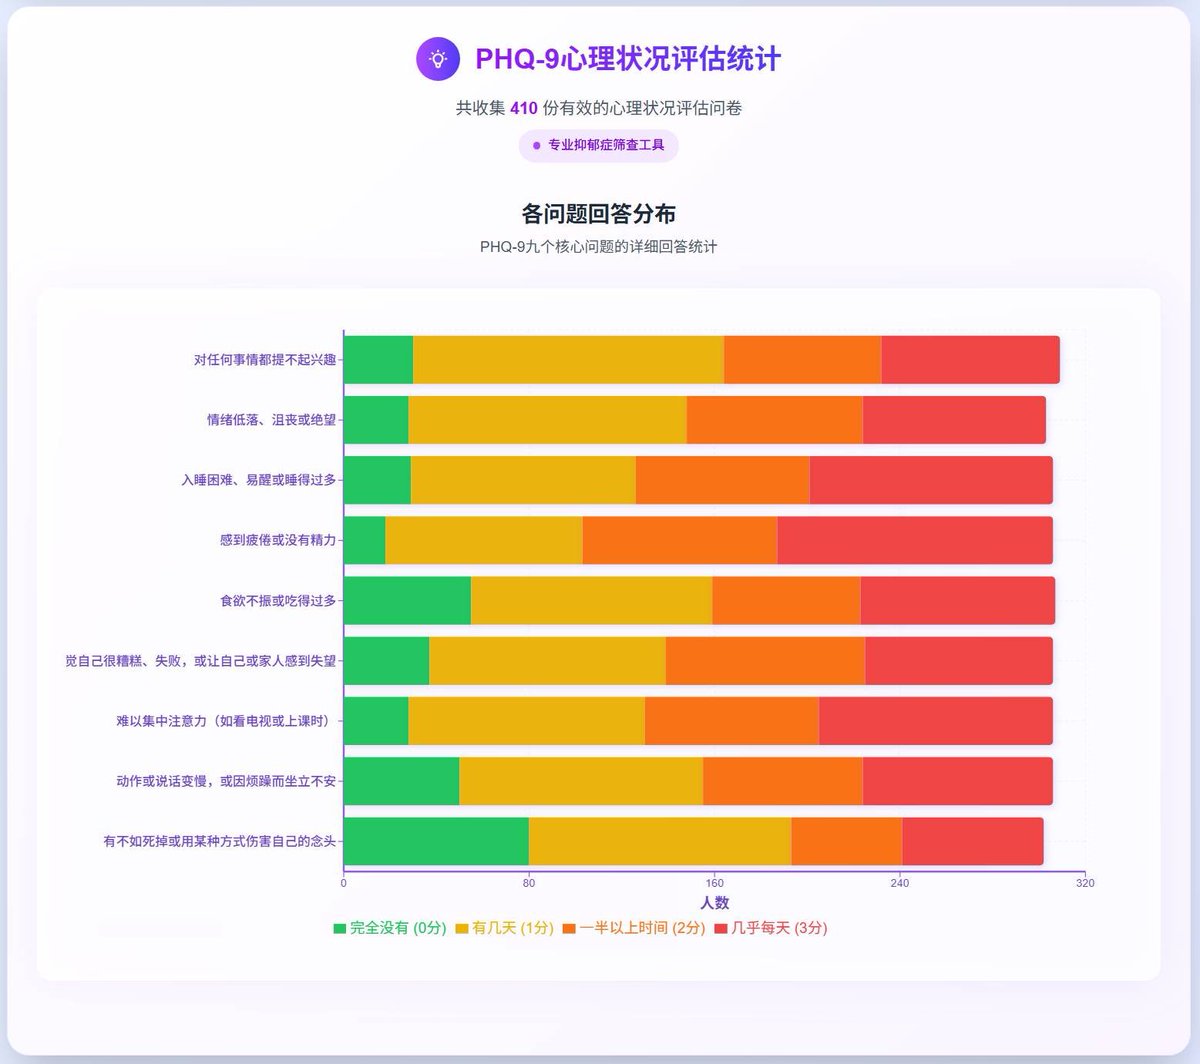 PHQ-9心理状况评估统计
共收集 410 份有效的心理状况评估问卷
专业抑郁症筛查工具
各问题回答分布
PHQ-9九个核心问题的详细回答统计
对任何事情都提不起兴趣
情绪低落、沮丧或绝望
入睡困难、易醒或睡得过多
感到疲倦或没有精力
食欲不振或吃得过多
觉自己很糟糕、失败，或让自己或家人感到失望
难以集中注意力（如看电视或上课时）
动作或说话变慢，或因烦躁而坐立不安
有不如死掉或用某种方式伤害自己的念头
0 80 160 240 320
人数
完全没有 (0分) 有几天 (1分) 一半以上时间 (2分) 几乎每天 (3分)